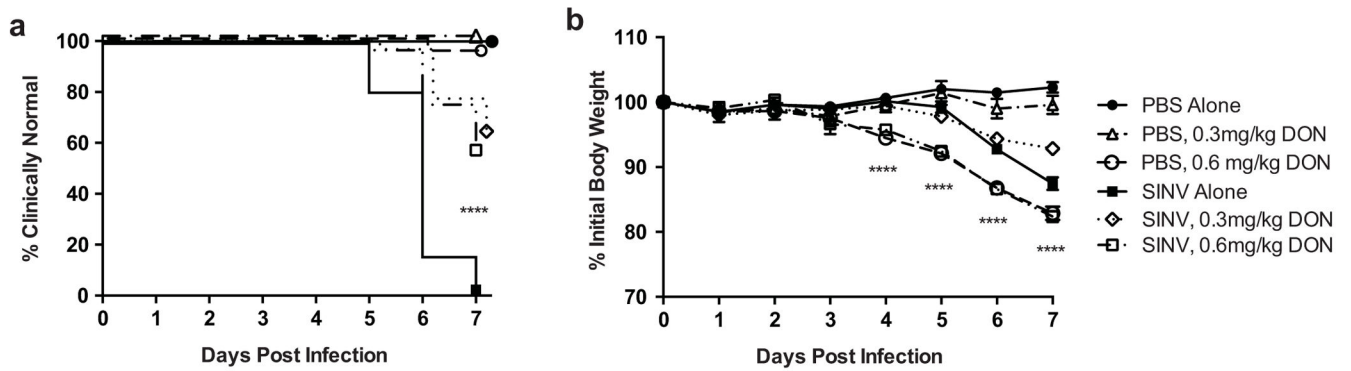 a
% Clinically Normal
100
80
60
40
20
0
****
0 1 2 3 4 5 6 7
Days Post Infection
b
% Initial Body Weight
110
100
90
80
70
**** **** **** ****
0 1 2 3 4 5 6 7
Days Post Infection
PBS Alone
PBS, 0.3mg/kg DON
PBS, 0.6 mg/kg DON
SINV Alone
SINV, 0.3mg/kg DON
SINV, 0.6mg/kg DON